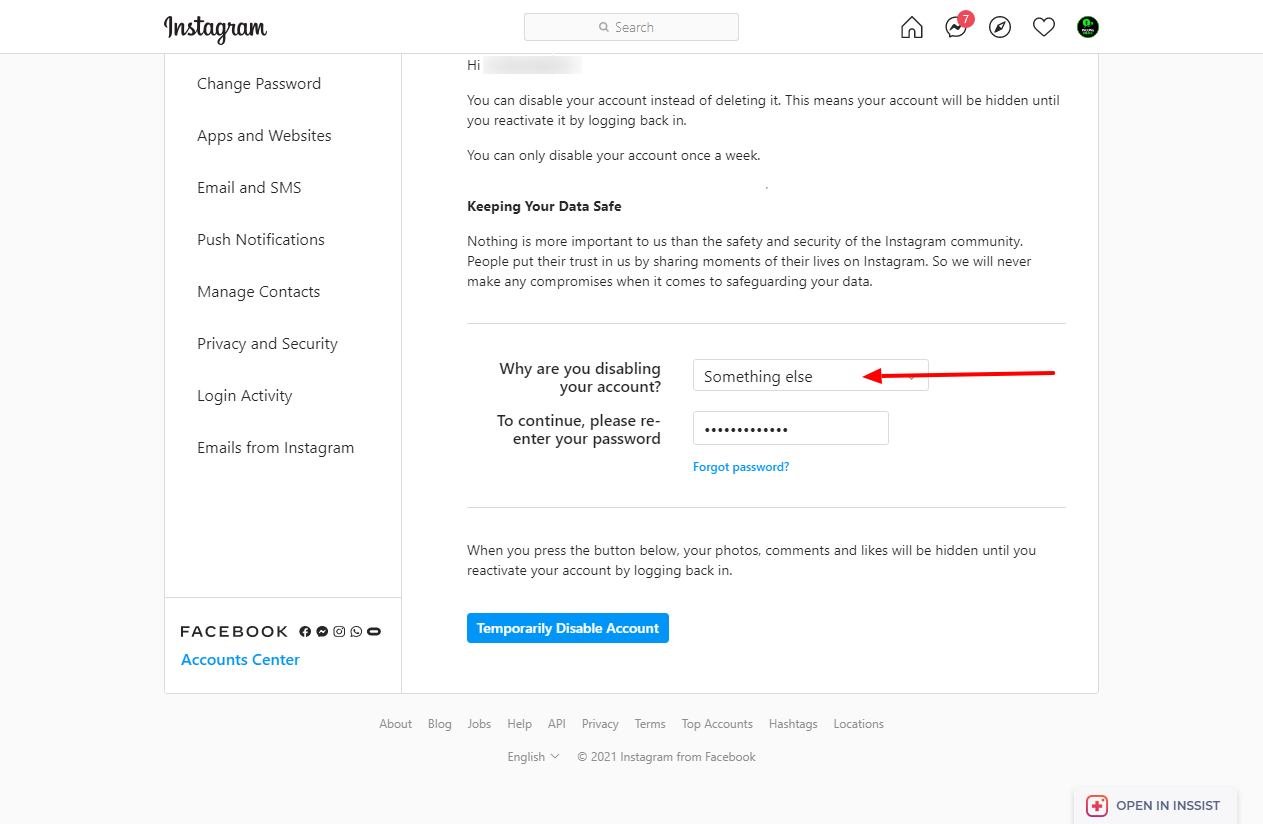 Instagram
Search
7
Change Password
Apps and Websites
Email and SMS
Push Notifications
Manage Contacts
Privacy and Security
Login Activity
Emails from Instagram
FACEBOOK
Accounts Center
Hi
You can disable your account instead of deleting it. This means your account will be hidden until
you reactivate it by logging back in.
You can only disable your account once a week.
Keeping Your Data Safe
Nothing is more important to us than the safety and security of the Instagram community.
People put their trust in us by sharing moments of their lives on Instagram. So we will never
make any compromises when it comes to safeguarding your data.
Why are you disabling
your account?
Something else
To continue, please re-
enter your password
•••••••••••••
Forgot password?
When you press the button below, your photos, comments and likes will be hidden until you
reactivate your account by logging back in.
Temporarily Disable Account
About Blog Jobs Help API Privacy Terms Top Accounts Hashtags Locations
English © 2021 Instagram from Facebook
OPEN IN INSSIST